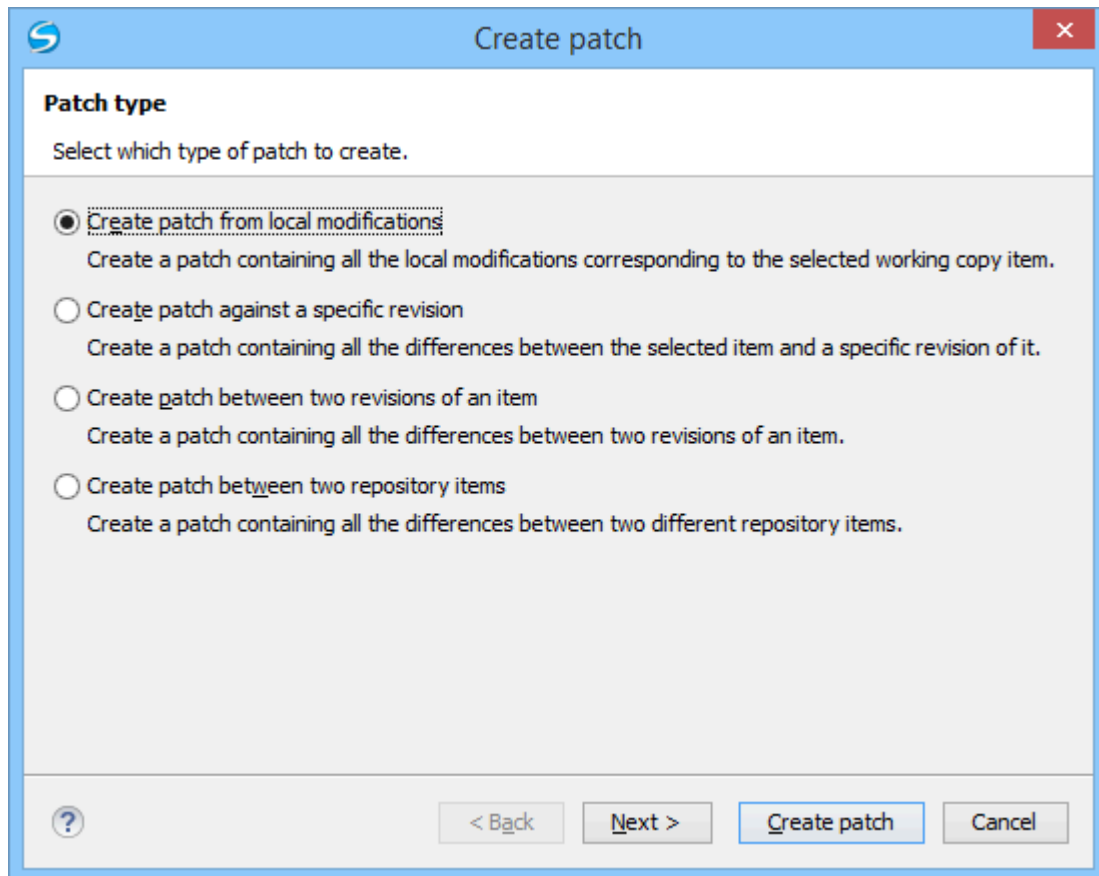 Create patch
Patch type
Select which type of patch to create.
Create patch from local modifications
Create a patch containing all the local modifications corresponding to the selected working copy item.
Create patch against a specific revision
Create a patch containing all the differences between the selected item and a specific revision of it.
Create patch between two revisions of an item
Create a patch containing all the differences between two revisions of an item.
Create patch between two repository items
Create a patch containing all the differences between two different repository items.
? < Back Next > Create patch Cancel